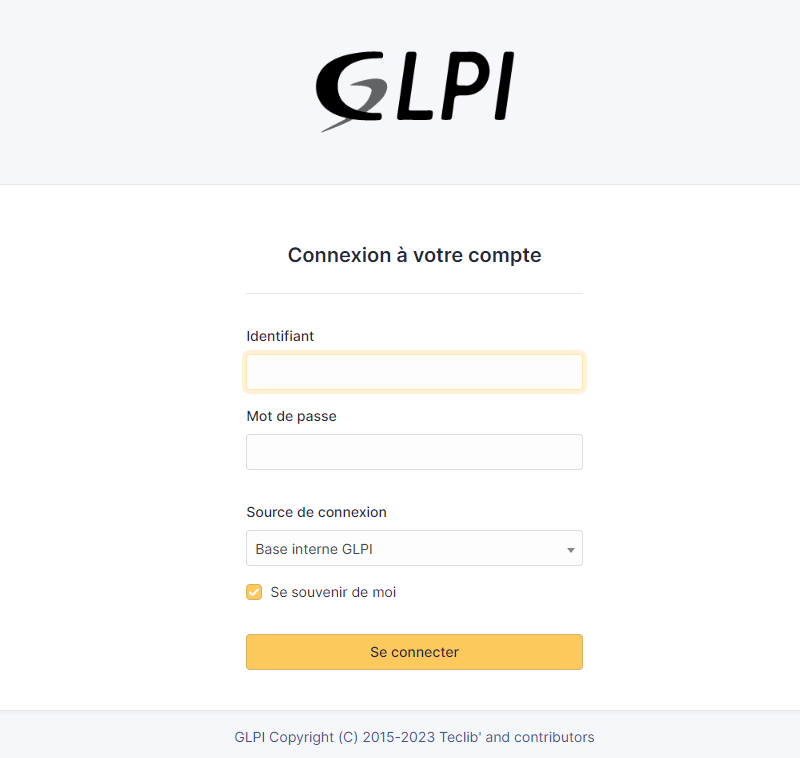 GLPI
Connexion à votre compte
Identifiant
Mot de passe
Source de connexion
Base interne GLPI
Se souvenir de moi
Se connecter
GLPI Copyright (C) 2015-2023 Teclib' and contributors